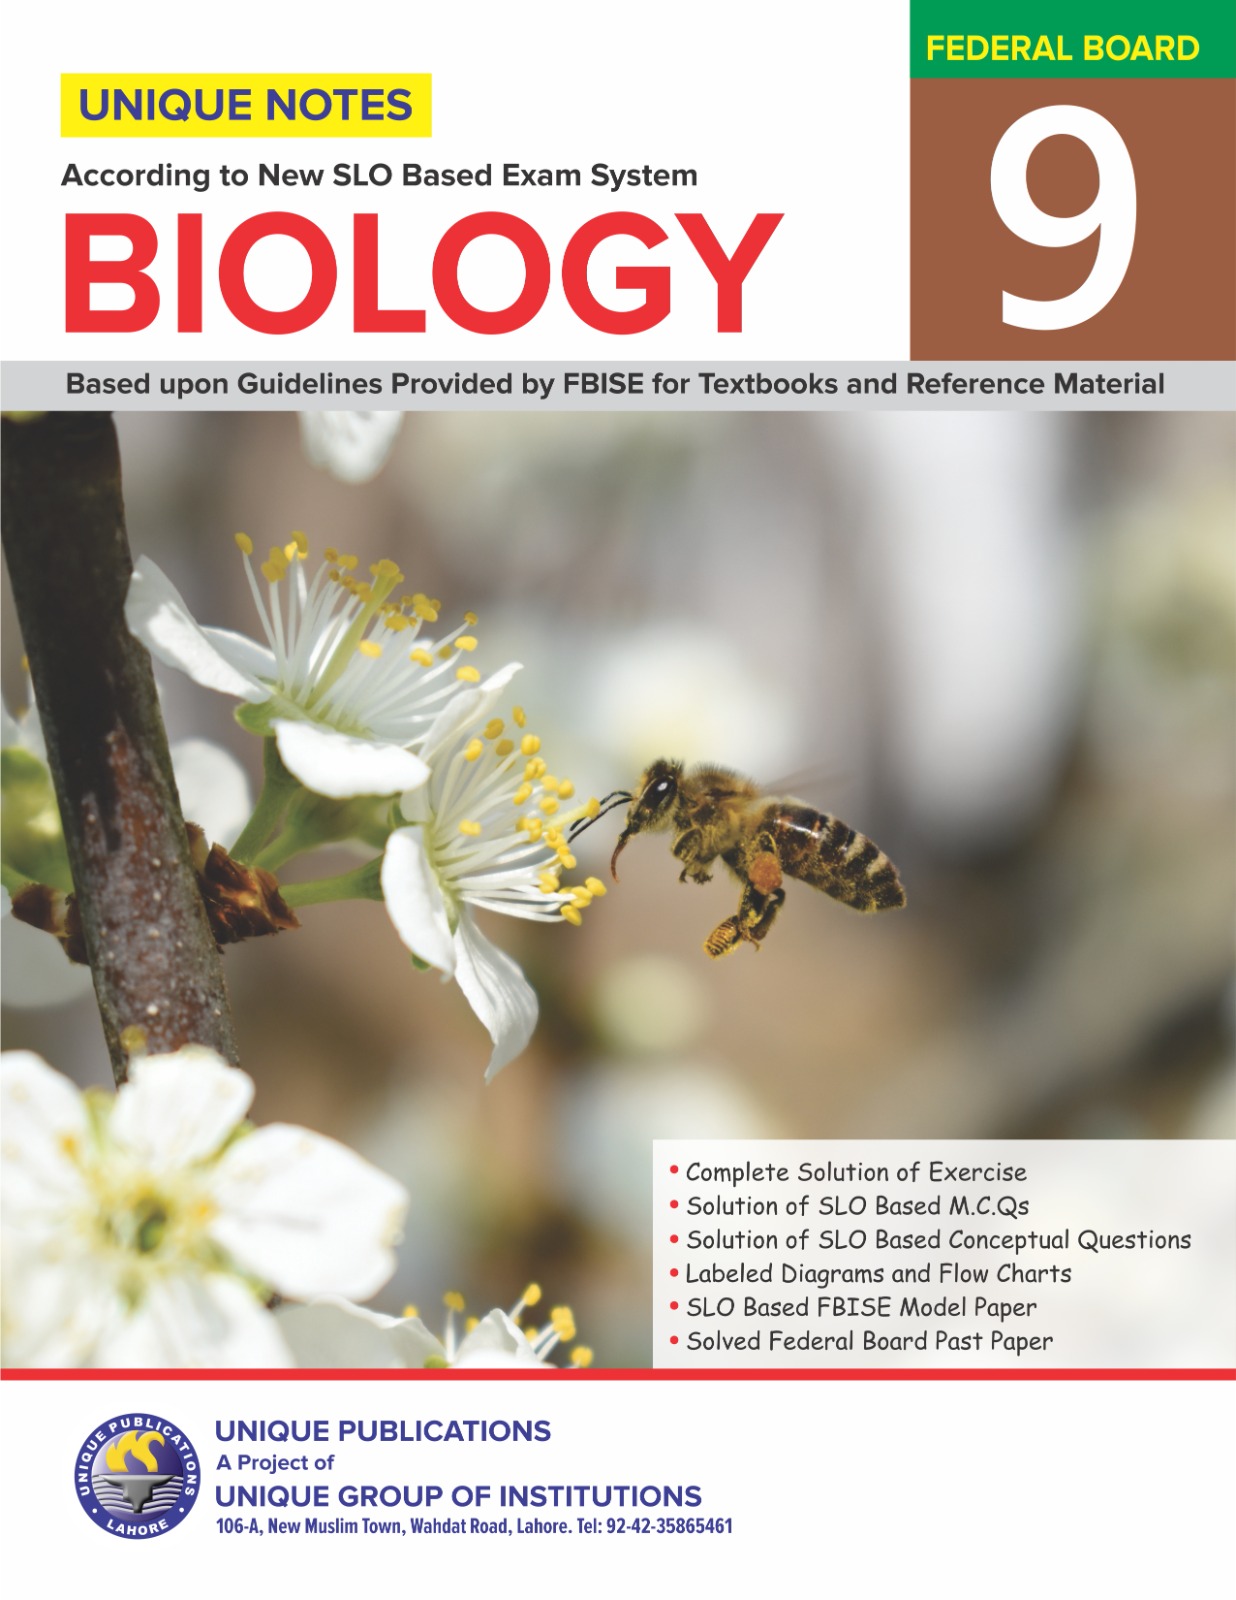 FEDERAL BOARD
9
UNIQUE NOTES
According to New SLO Based Exam System
BIOLOGY
Based upon Guidelines Provided by FBISE for Textbooks and Reference Material
• Complete Solution of Exercise
• Solution of SLO Based M.C.Qs
• Solution of SLO Based Conceptual Questions
• Labeled Diagrams and Flow Charts
• SLO Based FBISE Model Paper
• Solved Federal Board Past Paper
UNIQUE PUBLICATIONS
• LAHORE •
UNIQUE PUBLICATIONS
A Project of
UNIQUE GROUP OF INSTITUTIONS
106-A, New Muslim Town, Wahdat Road, Lahore. Tel: 92-42-35865461